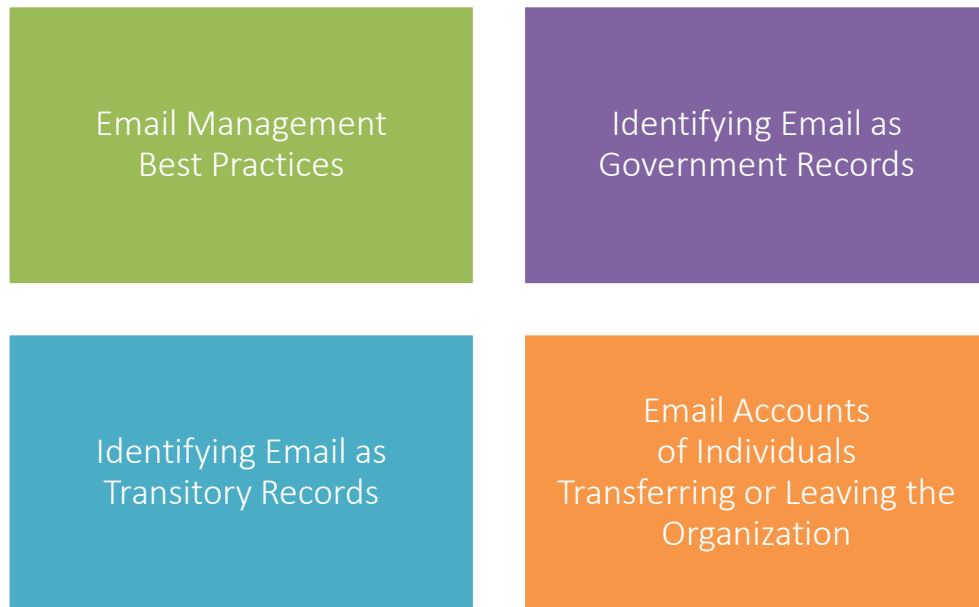 Email Management
Best Practices
Identifying Email as
Government Records
Identifying Email as
Transitory Records
Email Accounts
of Individuals
Transferring or Leaving the
Organization